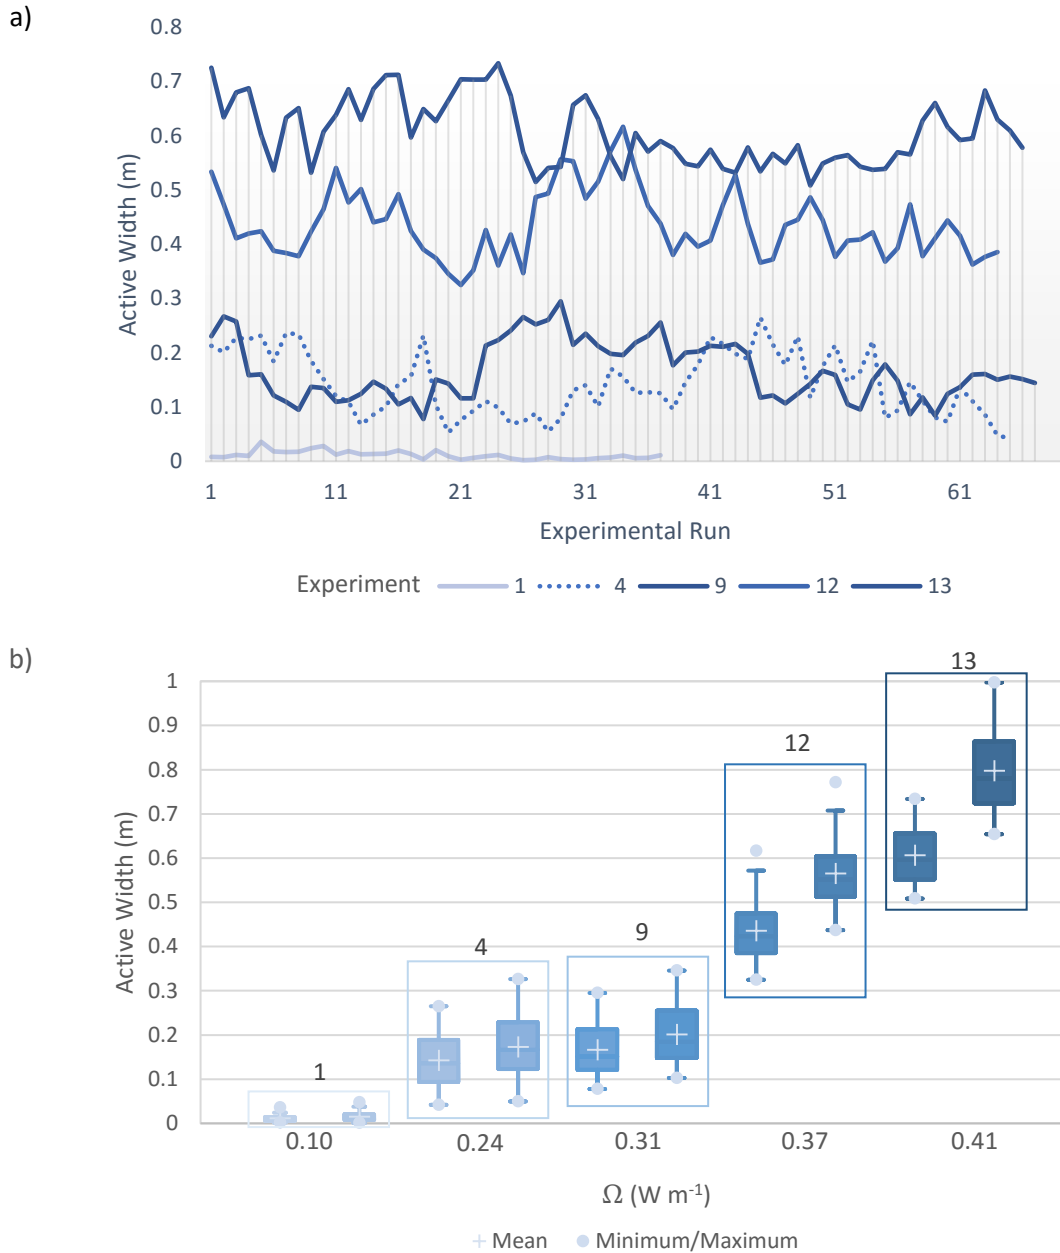 a)
0.8
0.7
0.6
0.5
0.4
0.3
0.2
0.1
0
Active Width (m)
1 11 21 31 41 51 61
Experimental Run
Experiment 1 4 9 12 13
b)
1
0.9
0.8
0.7
0.6
0.5
0.4
0.3
0.2
0.1
0
Active Width (m)
1
4
9
12
13
0.10 0.24 0.31 0.37 0.41
Ω (W m⁻¹)
Mean Minimum/Maximum